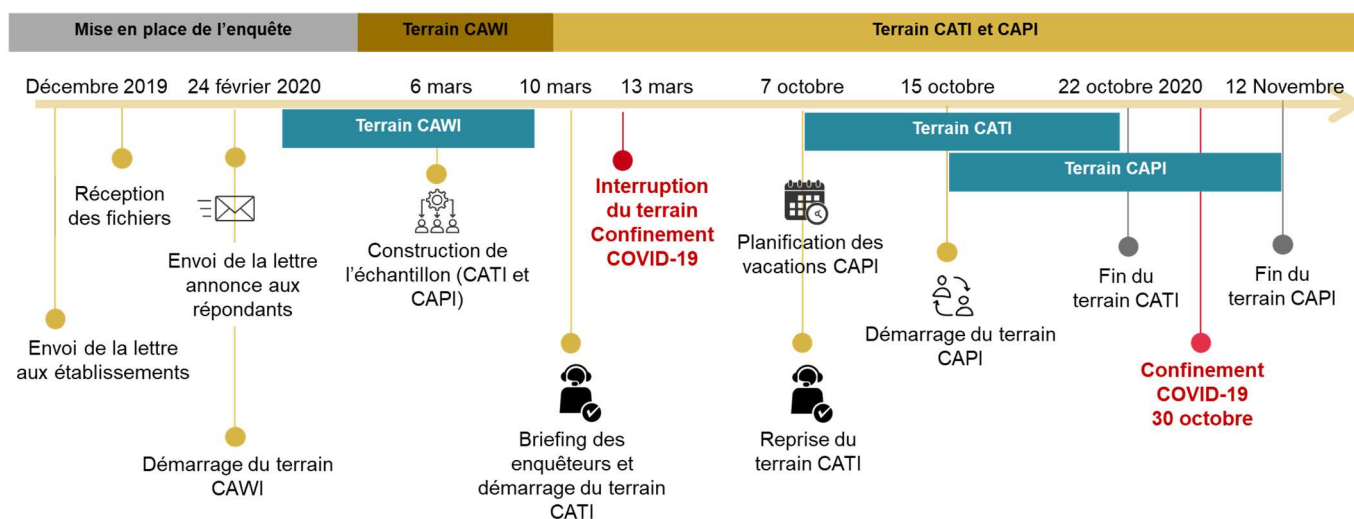 Mise en place de l’enquête
Terrain CAWI
Terrain CATI et CAPI
Décembre 2019
24 février 2020
6 mars
10 mars
13 mars
7 octobre
15 octobre
22 octobre 2020
12 Novembre
Terrain CAWI
Terrain CATI
Terrain CAPI
Réception
des fichiers
Envoi de la lettre
aux établissements
Envoi de la lettre
annonce aux
répondants
Démarrage du terrain
CAWI
Construction de
l’échantillon (CATI et
CAPI)
Briefing des
enquêteurs et
démarrage du terrain
CATI
Interruption
du terrain
Confinement
COVID-19
Planification des
vacations CAPI
Reprise du
terrain CATI
Démarrage du terrain
CAPI
Fin du
terrain CATI
Confinement
COVID-19
30 octobre
Fin du
terrain CAPI